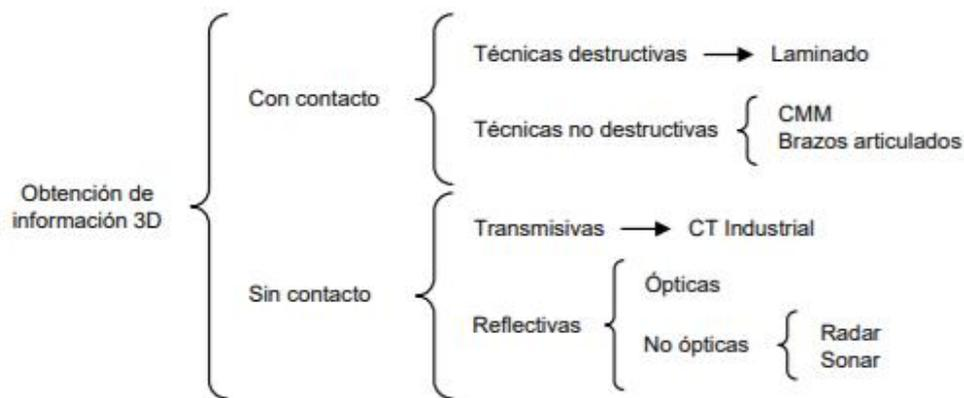 Obtención de
información 3D
Con contacto
Técnicas destructivas
Laminado
Técnicas no destructivas
CMM
Brazos articulados
Sin contacto
Transmisivas
CT Industrial
Reflectivas
Ópticas
No ópticas
Radar
Sonar